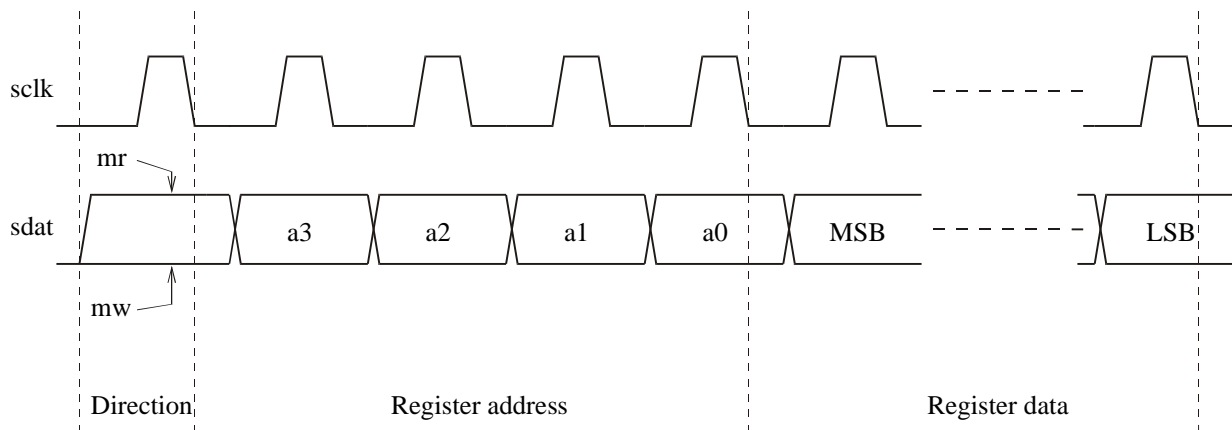 sclk
mr
sdat
a3 a2 a1 a0 MSB LSB
mw
Direction Register address Register data